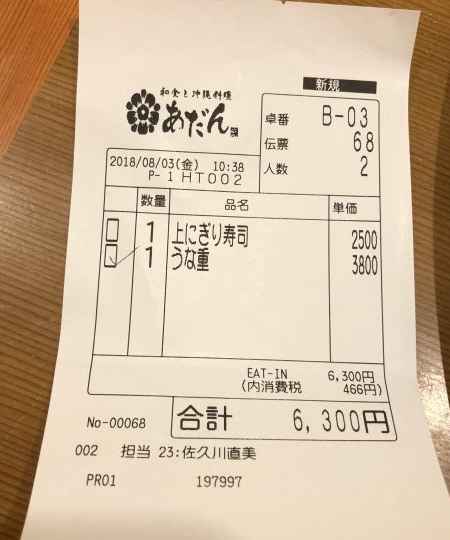 新規
和食と沖縄料理
あだん
卓番 B-03
伝票 68
人数 2
2018/08/03(金) 10:38
P- 1HT002
数量 品名 単価
1 上にぎり寿司 2500
1 うな重 3800
EAT-IN 6,300円
(内消費税 466円)
No-00068 合計 6,300円
002 担当 23:佐久川直美
PR01 197997